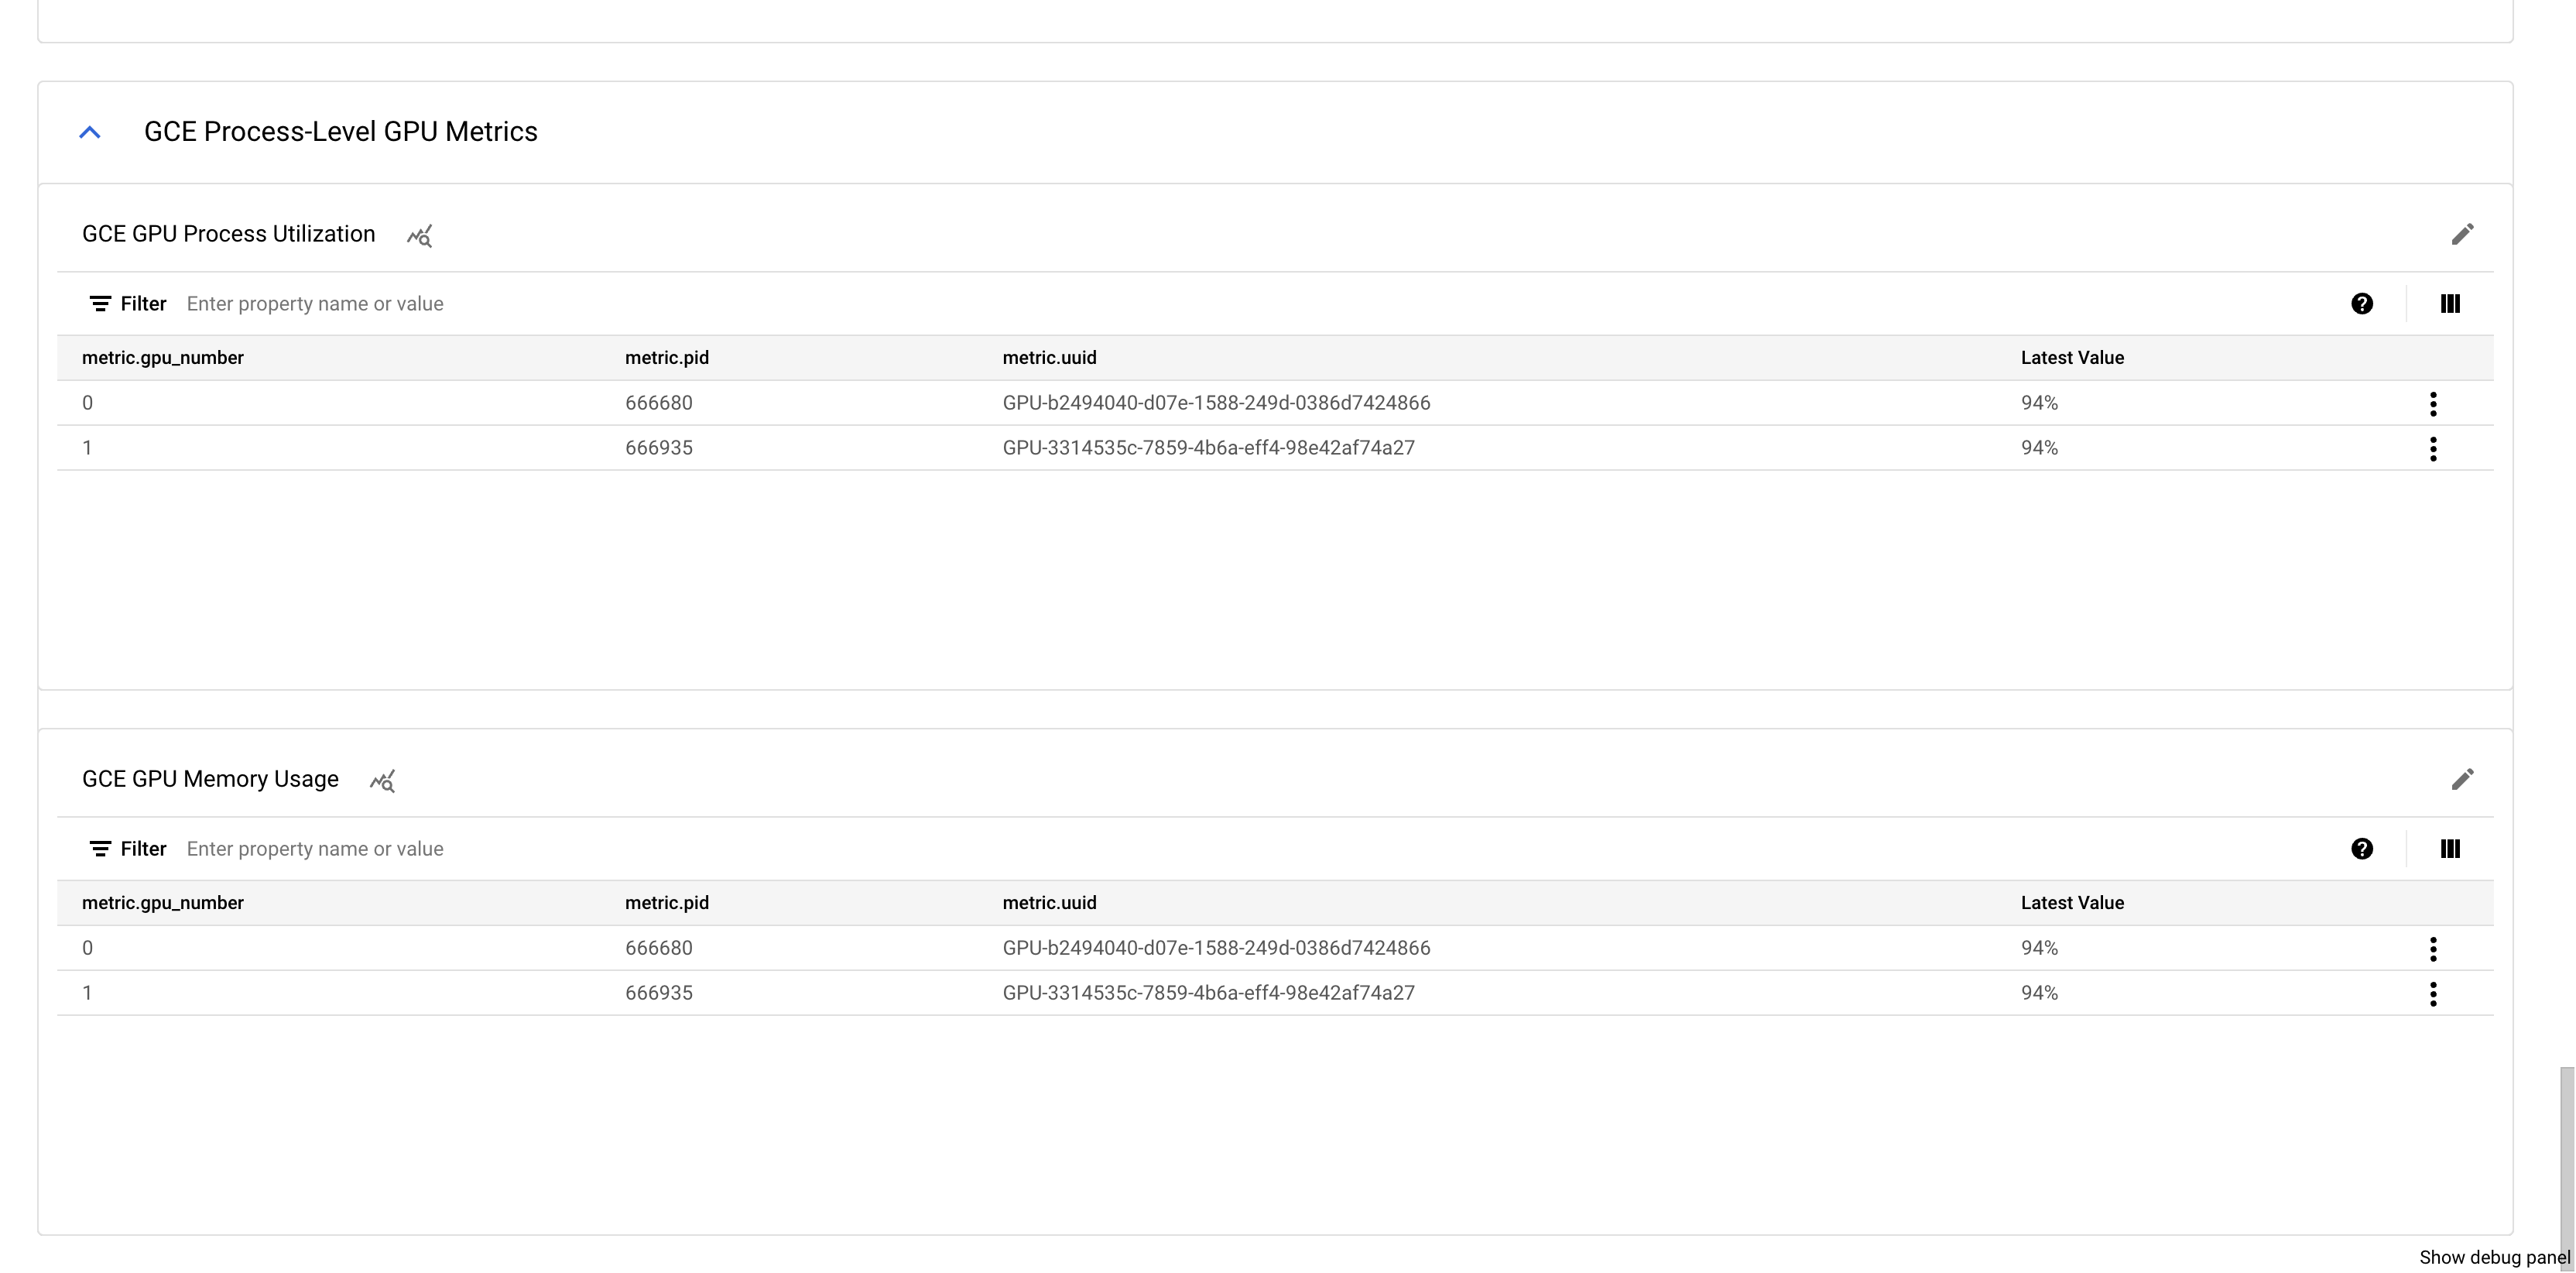 GCE Process-Level GPU Metrics
GCE GPU Process Utilization
Filter Enter property name or value
metric.gpu_number metric.pid metric.uuid Latest Value
0 666680 GPU-b2494040-d07e-1588-249d-0386d7424866 94%
1 666935 GPU-3314535c-7859-4b6a-eff4-98e42af74a27 94%
GCE GPU Memory Usage
Filter Enter property name or value
metric.gpu_number metric.pid metric.uuid Latest Value
0 666680 GPU-b2494040-d07e-1588-249d-0386d7424866 94%
1 666935 GPU-3314535c-7859-4b6a-eff4-98e42af74a27 94%
Show debug panel